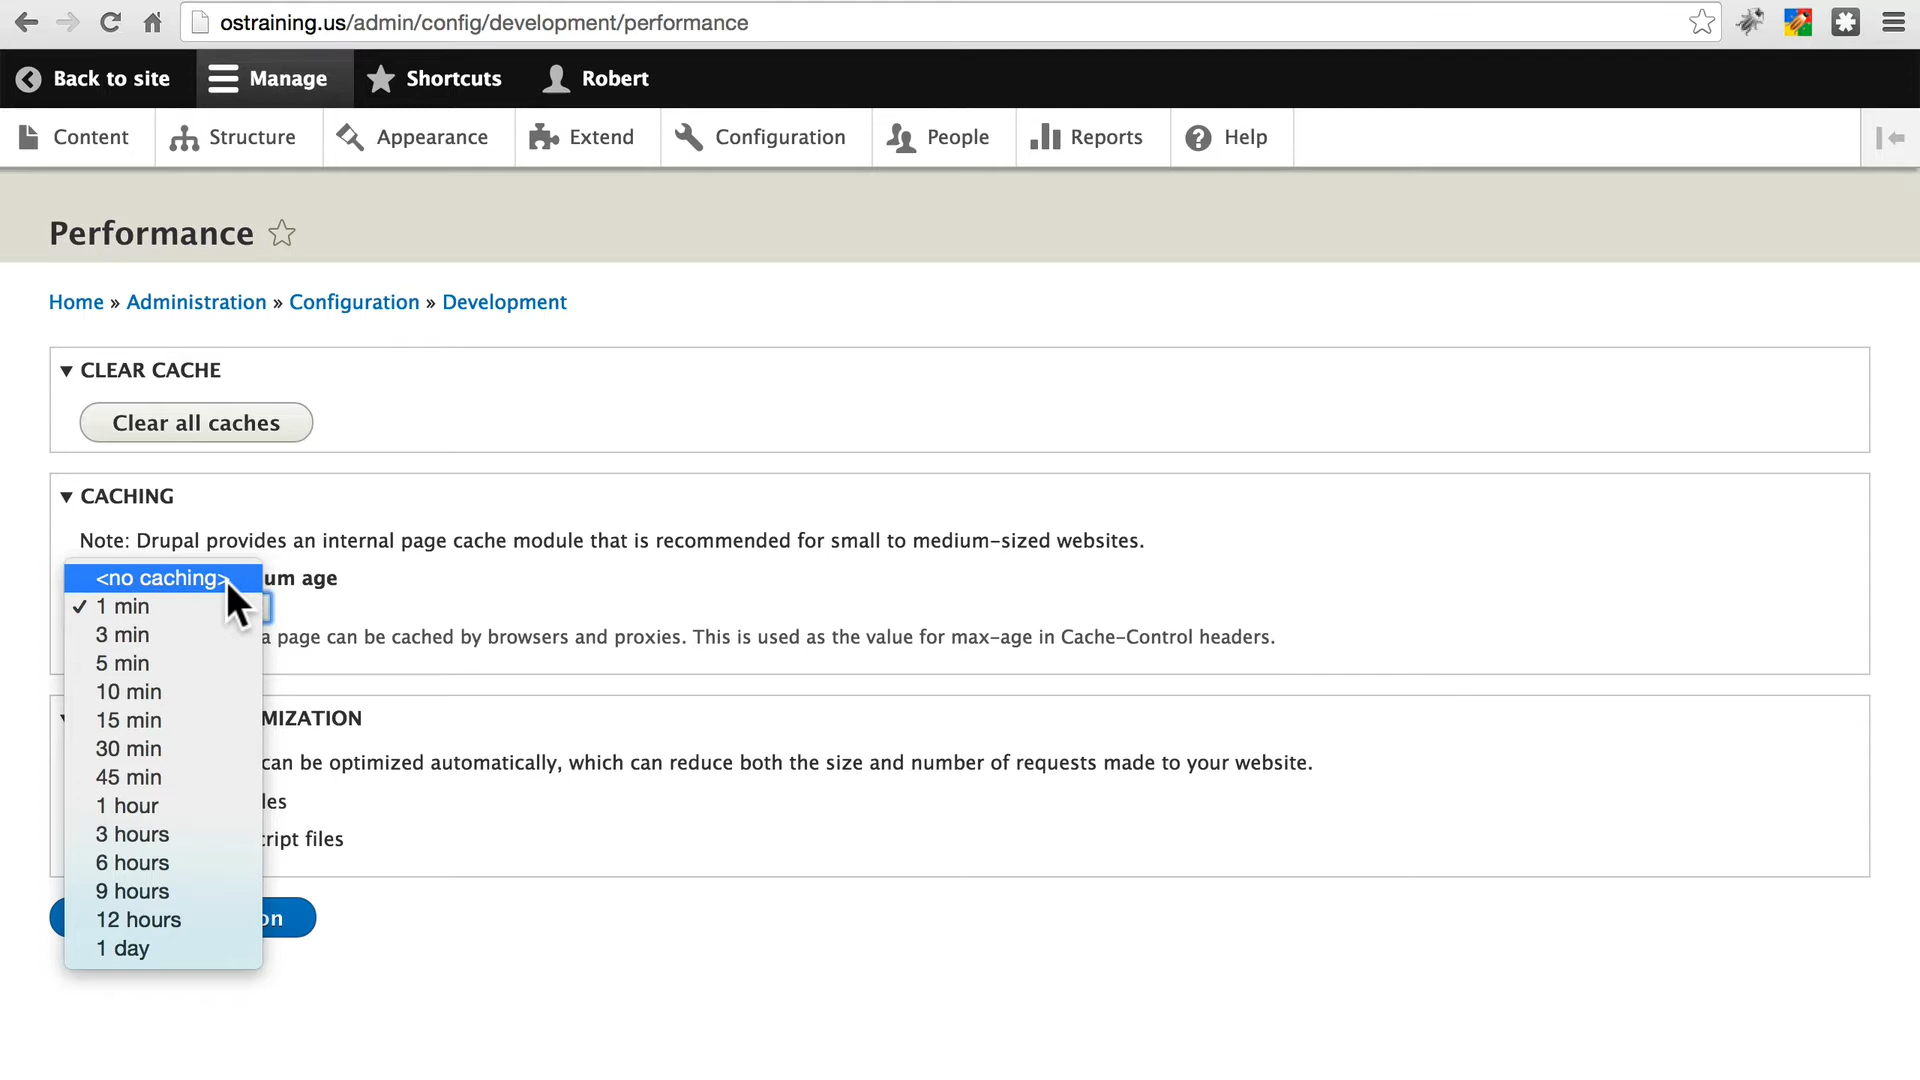 ostraining.us/admin/config/development/performance
Back to site Manage Shortcuts Robert
Content Structure Appearance Extend Configuration People Reports Help
Performance
Home » Administration » Configuration » Development
▼ CLEAR CACHE
Clear all caches
▼ CACHING
Note: Drupal provides an internal page cache module that is recommended for small to medium-sized websites.
<no caching> um age
✓ 1 min
3 min a page can be cached by browsers and proxies. This is used as the value for max-age in Cache-Control headers.
5 min
10 min
15 min MIZATION
30 min
can be optimized automatically, which can reduce both the size and number of requests made to your website.
45 min
1 hour les
3 hours cript files
6 hours
9 hours
12 hours on
1 day